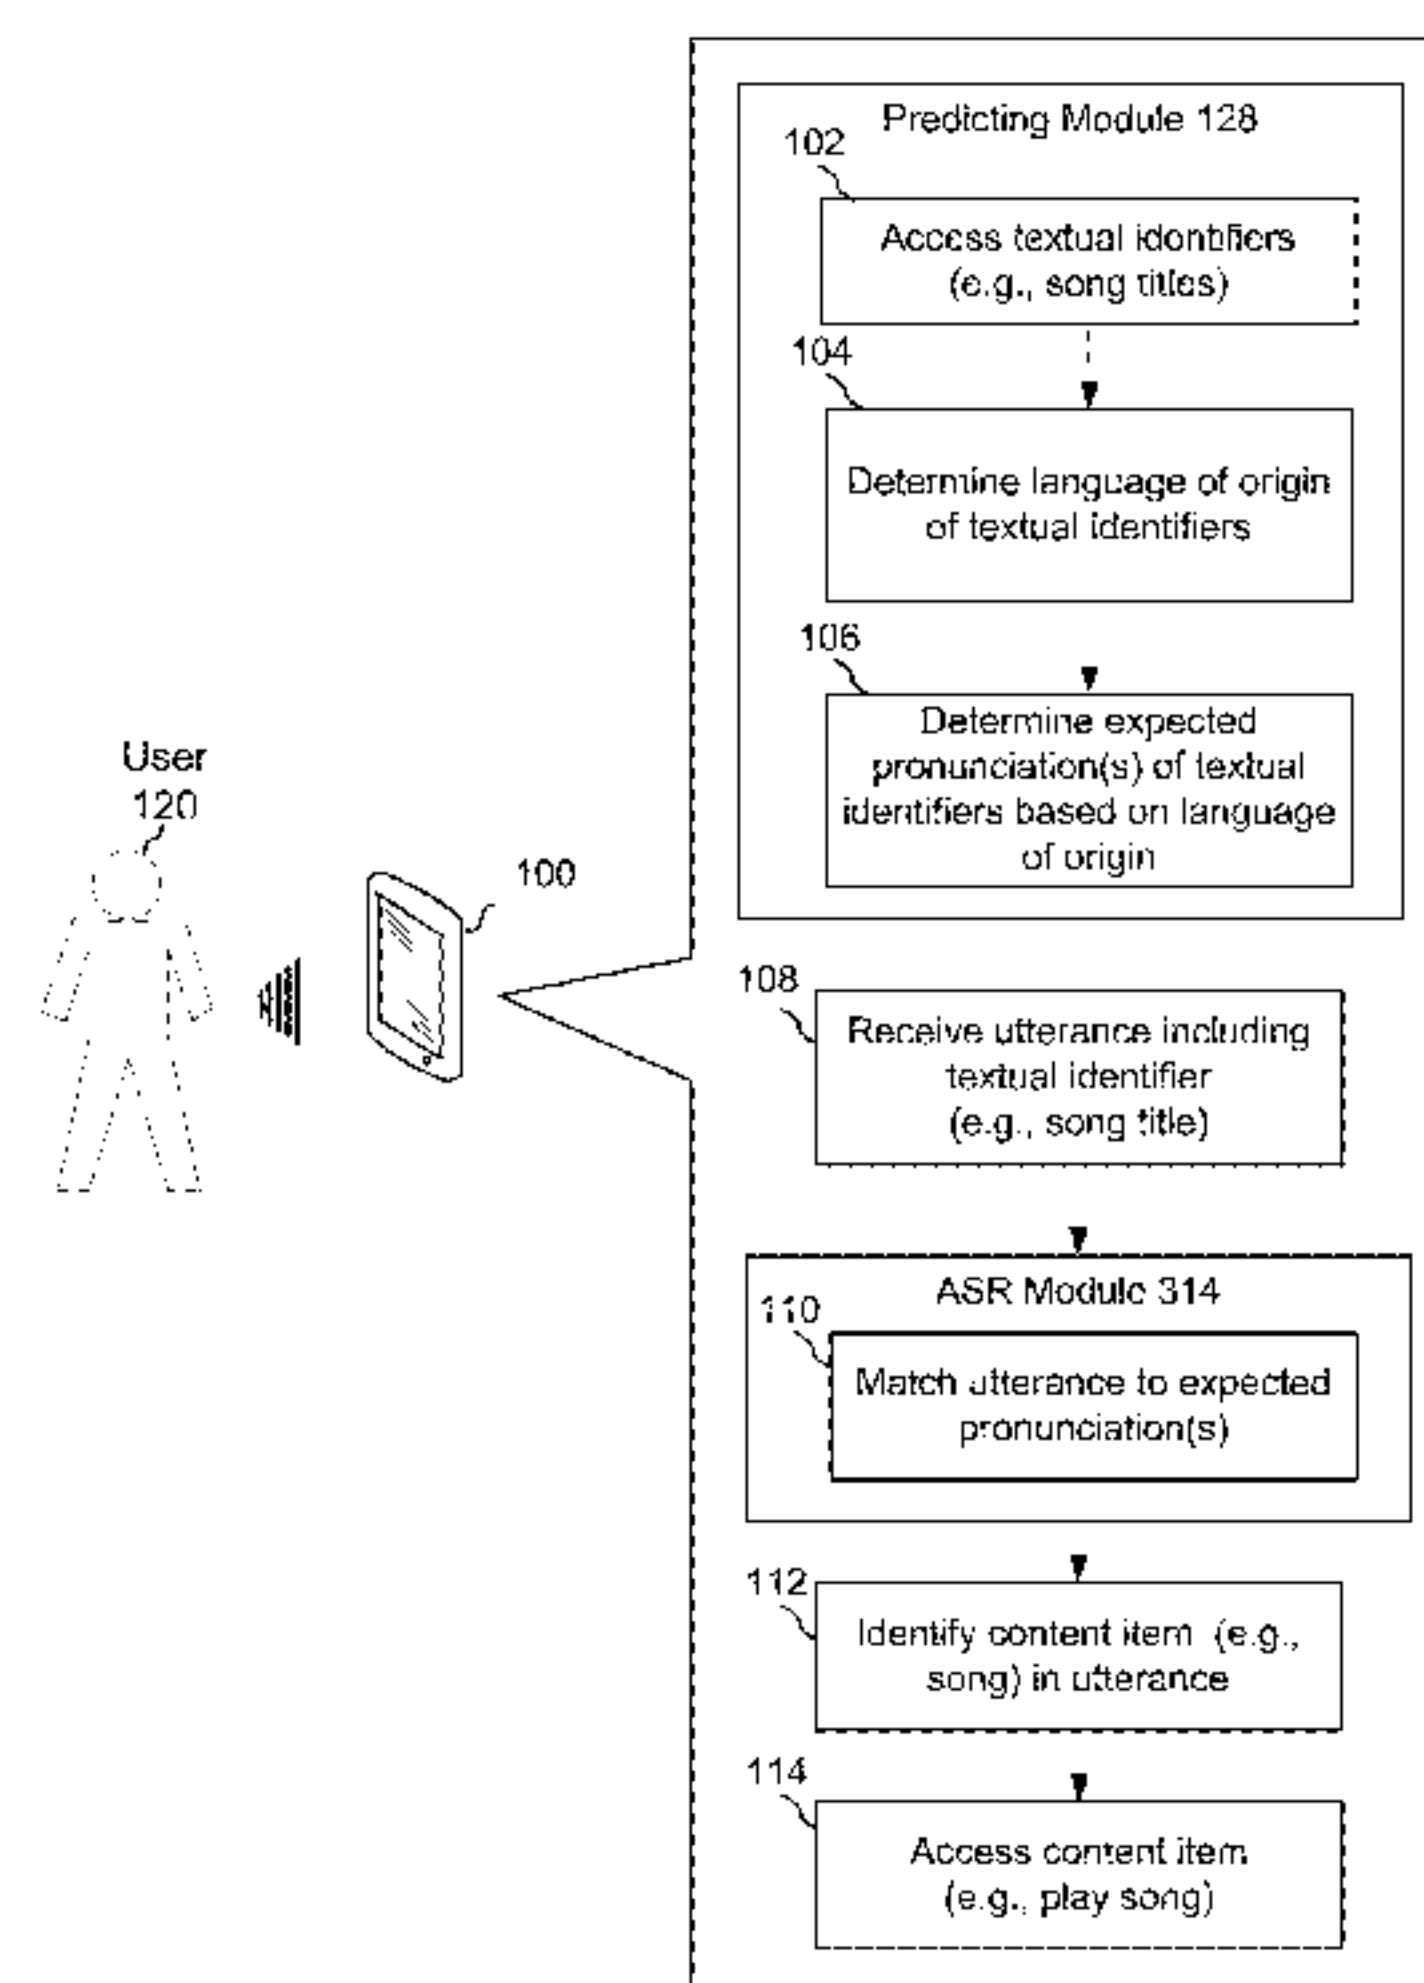 Predicting Module 128
102
Access textual identifiers
(e.g., song titles)
104
Determine language of origin
of textual identifiers
106
Determine expected
pronunciation(s) of textual
identifiers based on language
of origin
User
120
100
108
Receive utterance including
textual identifier
(e.g., song title)
ASR Module 314
110
Match utterance to expected
pronunciation(s)
112
Identify content item (e.g.,
song) in utterance
114
Access content item
(e.g., play song)